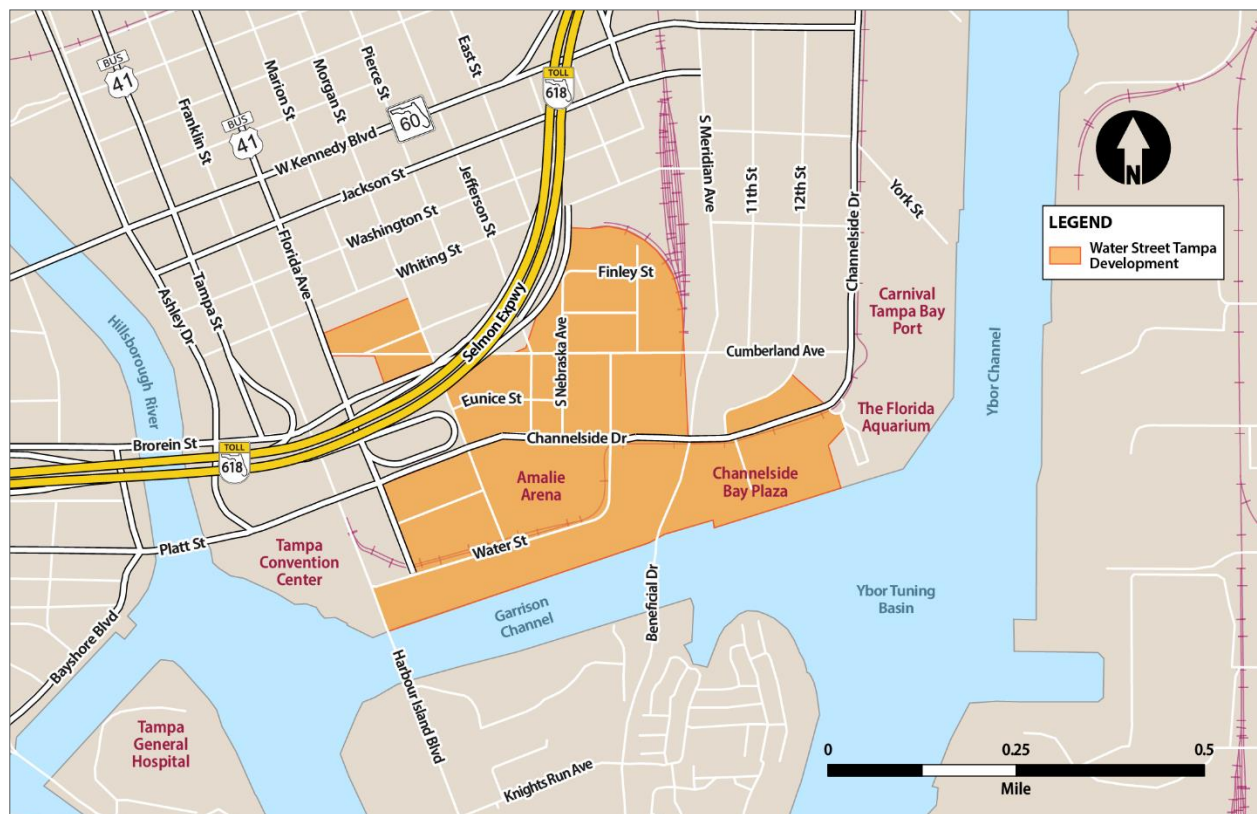 BUS
41
Franklin St
BUS
41
Marion St
Morgan St
Pierce St
East St
60
W Kennedy Blvd
TOLL
618
Jackson St
Jefferson St
S Meridian Ave
11th St
12th St
Channelside Dr
York St
N
LEGEND
Water Street Tampa
Development
Washington St
Whiting St
Florida Ave
Tampa St
Ashley Dr
Hillsborough
River
Selmon Expwy
Finley St
S Nebraska Ave
Cumberland Ave
Carnival
Tampa Bay
Port
Ybor Channel
Eunice St
The Florida
Aquarium
Brorein St
TOLL
618
Channelside Dr
Amalie
Arena
Channelside
Bay Plaza
Platt St
Water St
Tampa
Convention
Center
Garrison
Channel
Beneficial Dr
Ybor Tuning
Basin
Bayshore Blvd
Harbour Island Blvd
Tampa
General
Hospital
Knights Run Ave
0
0.25
0.5
Mile